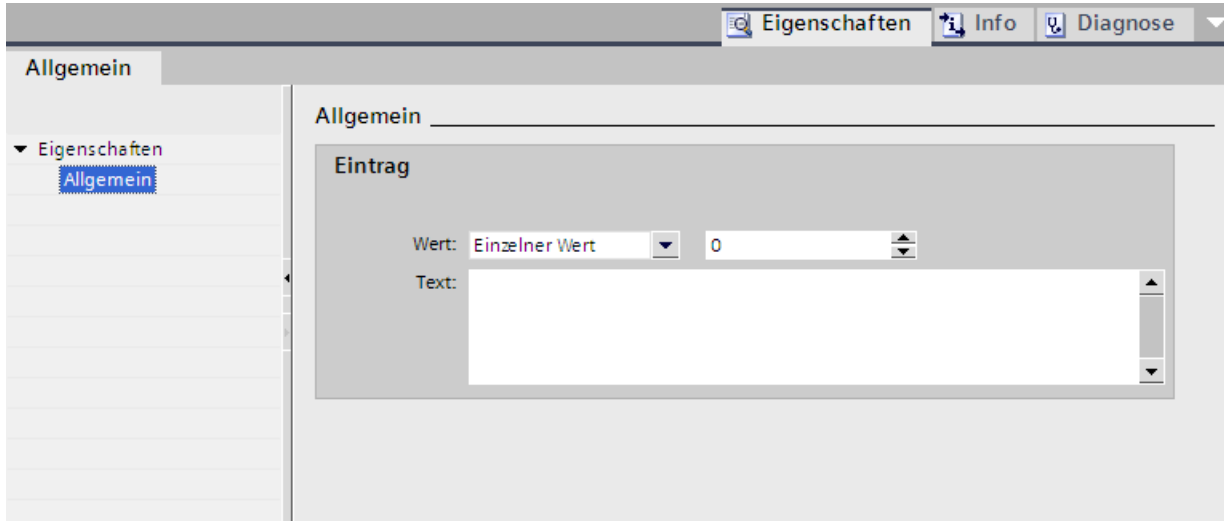 Eigenschaften Info Diagnose
Allgemein
Allgemein
Eigenschaften
Allgemein
Eintrag
Wert: Einzelner Wert 0
Text: